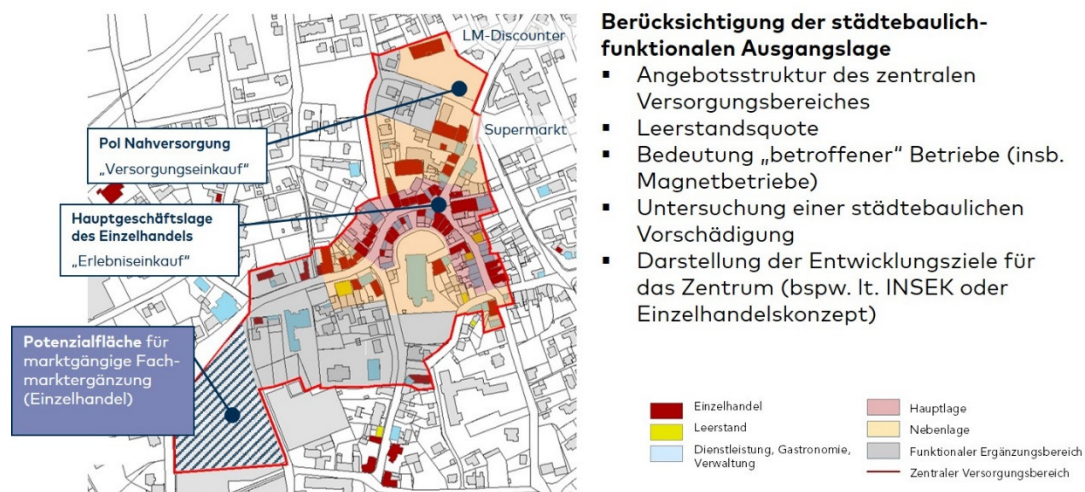 LM-Discounter
Supermarkt
Pol Nahversorgung
„Versorgungseinkauf“
Hauptgeschäftslage
des Einzelhandels
„Erlebniseinkauf“
Potenzialfläche für
marktgängige Fach-
marktergänzung
(Einzelhandel)
Berücksichtigung der städtebaulich-
funktionalen Ausgangslage
▪ Angebotsstruktur des zentralen
Versorgungsbereiches
▪ Leerstandsquote
▪ Bedeutung „betroffener“ Betriebe (insb.
Magnetbetriebe)
▪ Untersuchung einer städtebaulichen
Vorschädigung
▪ Darstellung der Entwicklungsziele für
das Zentrum (bspw. lt. INSEK oder
Einzelhandelskonzept)
Einzelhandel
Leerstand
Dienstleistung, Gastronomie,
Verwaltung
Hauptlage
Nebenlage
Funktionaler Ergänzungsbereich
Zentraler Versorgungsbereich